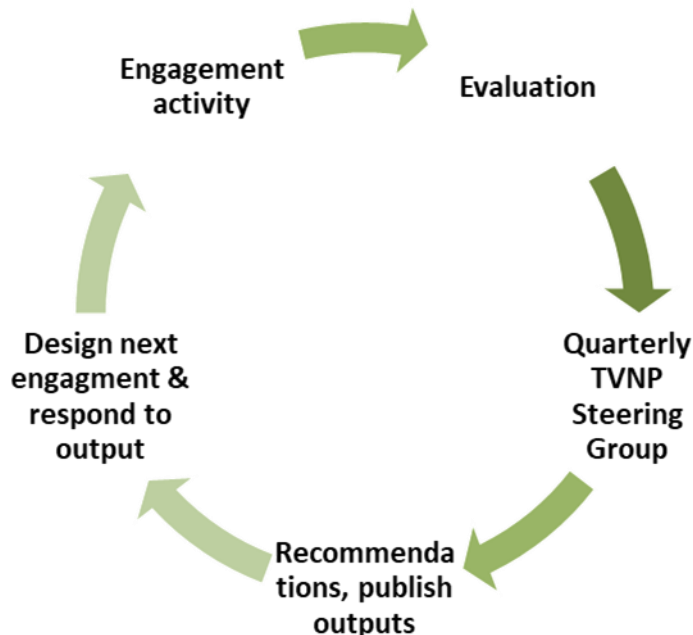 Engagement
activity
Evaluation
Quarterly
TVNP
Steering
Group
Recommenda
tions, publish
outputs
Design next
engagment &
respond to
output